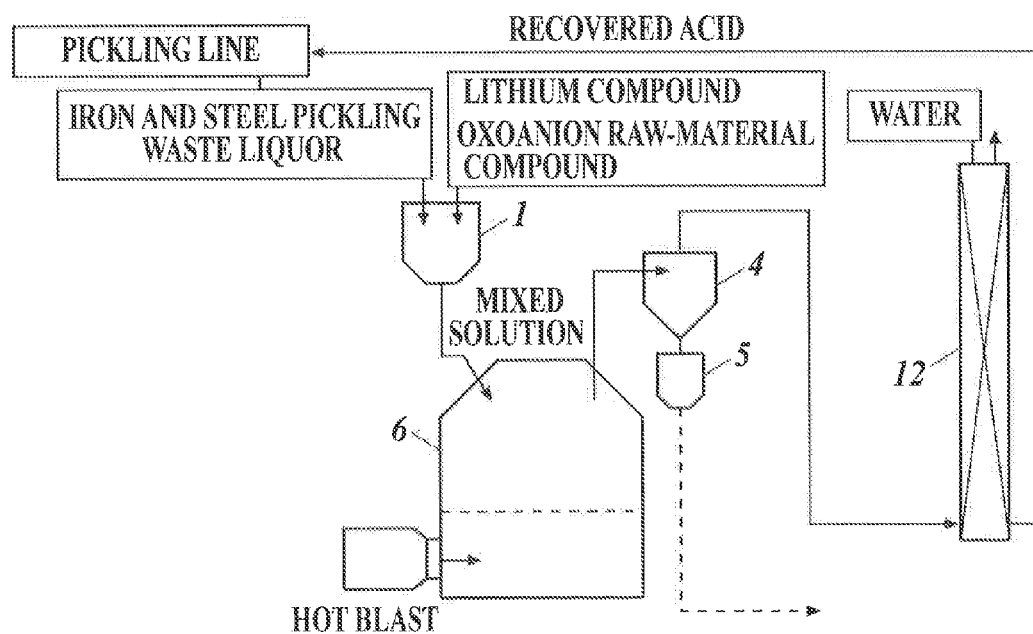 RECOVERED ACID
PICKLING LINE
IRON AND STEEL PICKLING
WASTE LIQUOR
LITHIUM COMPOUND
OXOANION RAW-MATERIAL
COMPOUND
WATER
1
4
MIXED
SOLUTION
5
12
6
HOT BLAST